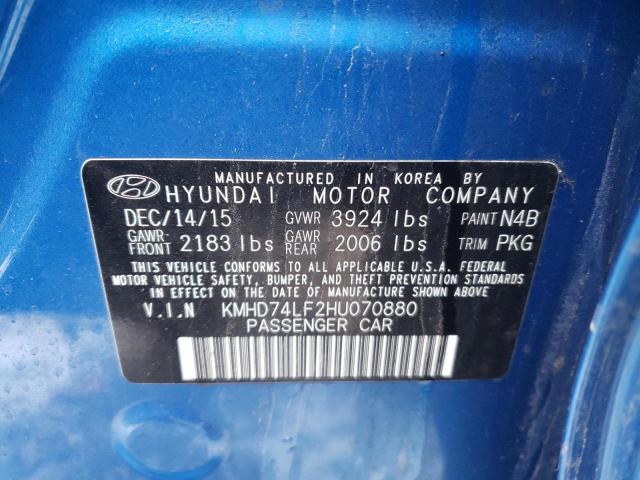 MANUFACTURED IN KOREA BY
HYUNDAI MOTOR COMPANY
DEC/14/15 GVWR 3924 lbs PAINT N4B
GAWR-FRONT 2183 lbs GAWR REAR 2006 lbs TRIM PKG
THIS VEHICLE CONFORMS TO ALL APPLICABLE U.S.A. FEDERAL
MOTOR VEHICLE SAFETY, BUMPER, AND THEFT PREVENTION STANDARDS
IN EFFECT ON THE DATE OF MANUFACTURE SHOWN ABOVE.
V.I.N KMHD74LF2HU070880
PASSENGER CAR